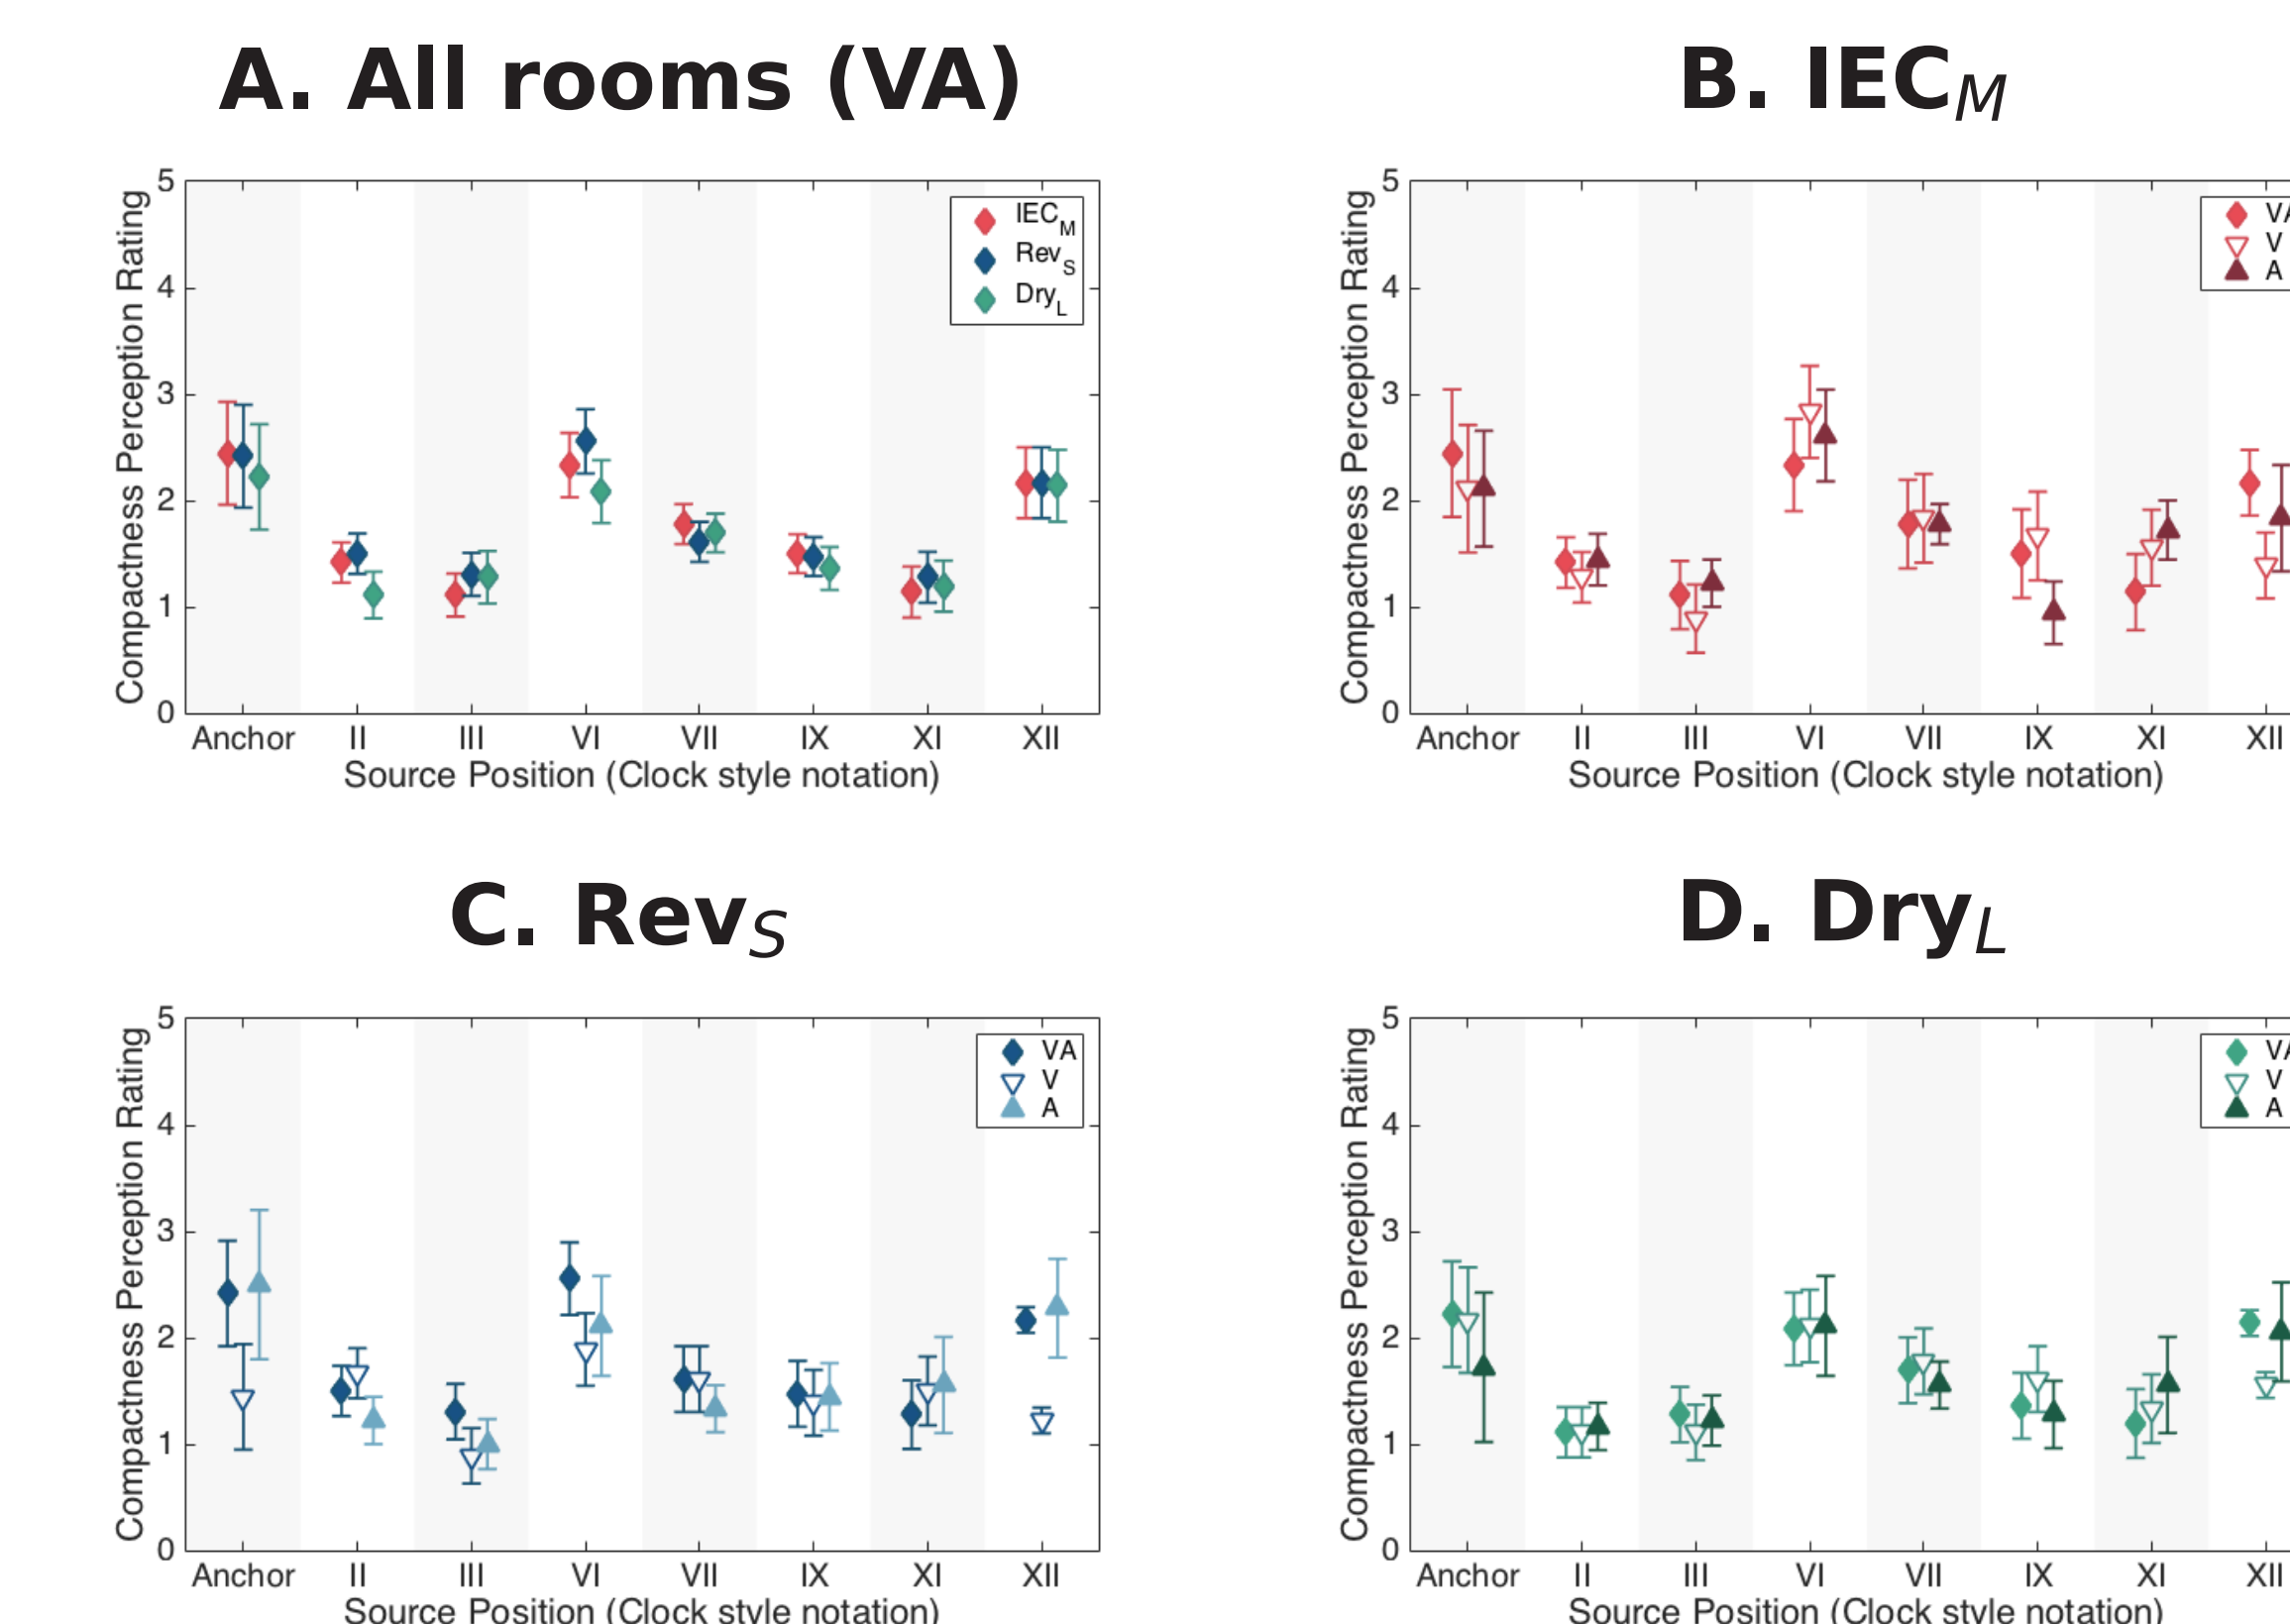 A. All rooms (VA)
B. IEC_M
5
4
3
2
1
0
Compactness Perception Rating
IEC_M
Rev_S
Dry_L
Anchor II III VI VII IX XI XII
Source Position (Clock style notation)
5
4
3
2
1
0
Compactness Perception Rating
VA
V
A
Anchor II III VI VII IX XI XII
Source Position (Clock style notation)
C. Rev_S
D. Dry_L
5
4
3
2
1
0
Compactness Perception Rating
VA
V
A
Anchor II III VI VII IX XI XII
Source Position (Clock style notation)
5
4
3
2
1
0
Compactness Perception Rating
VA
V
A
Anchor II III VI VII IX XI XII
Source Position (Clock style notation)